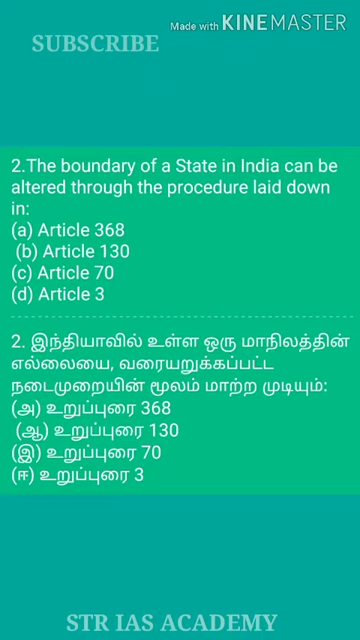 Made with KINEMASTER
SUBSCRIBE
2.The boundary of a State in India can be
altered through the procedure laid down
in:
(a) Article 368
(b) Article 130
(c) Article 70
(d) Article 3
2. இந்தியாவில் உள்ள ஒரு மாநிலத்தின்
எல்லையை, வரையறுக்கப்பட்ட
நடைமுறையின் மூலம் மாற்ற முடியும்:
(அ) உறுப்புரை 368
(ஆ) உறுப்புரை 130
(இ) உறுப்புரை 70
(ஈ) உறுப்புரை 3
STR IAS ACADEMY